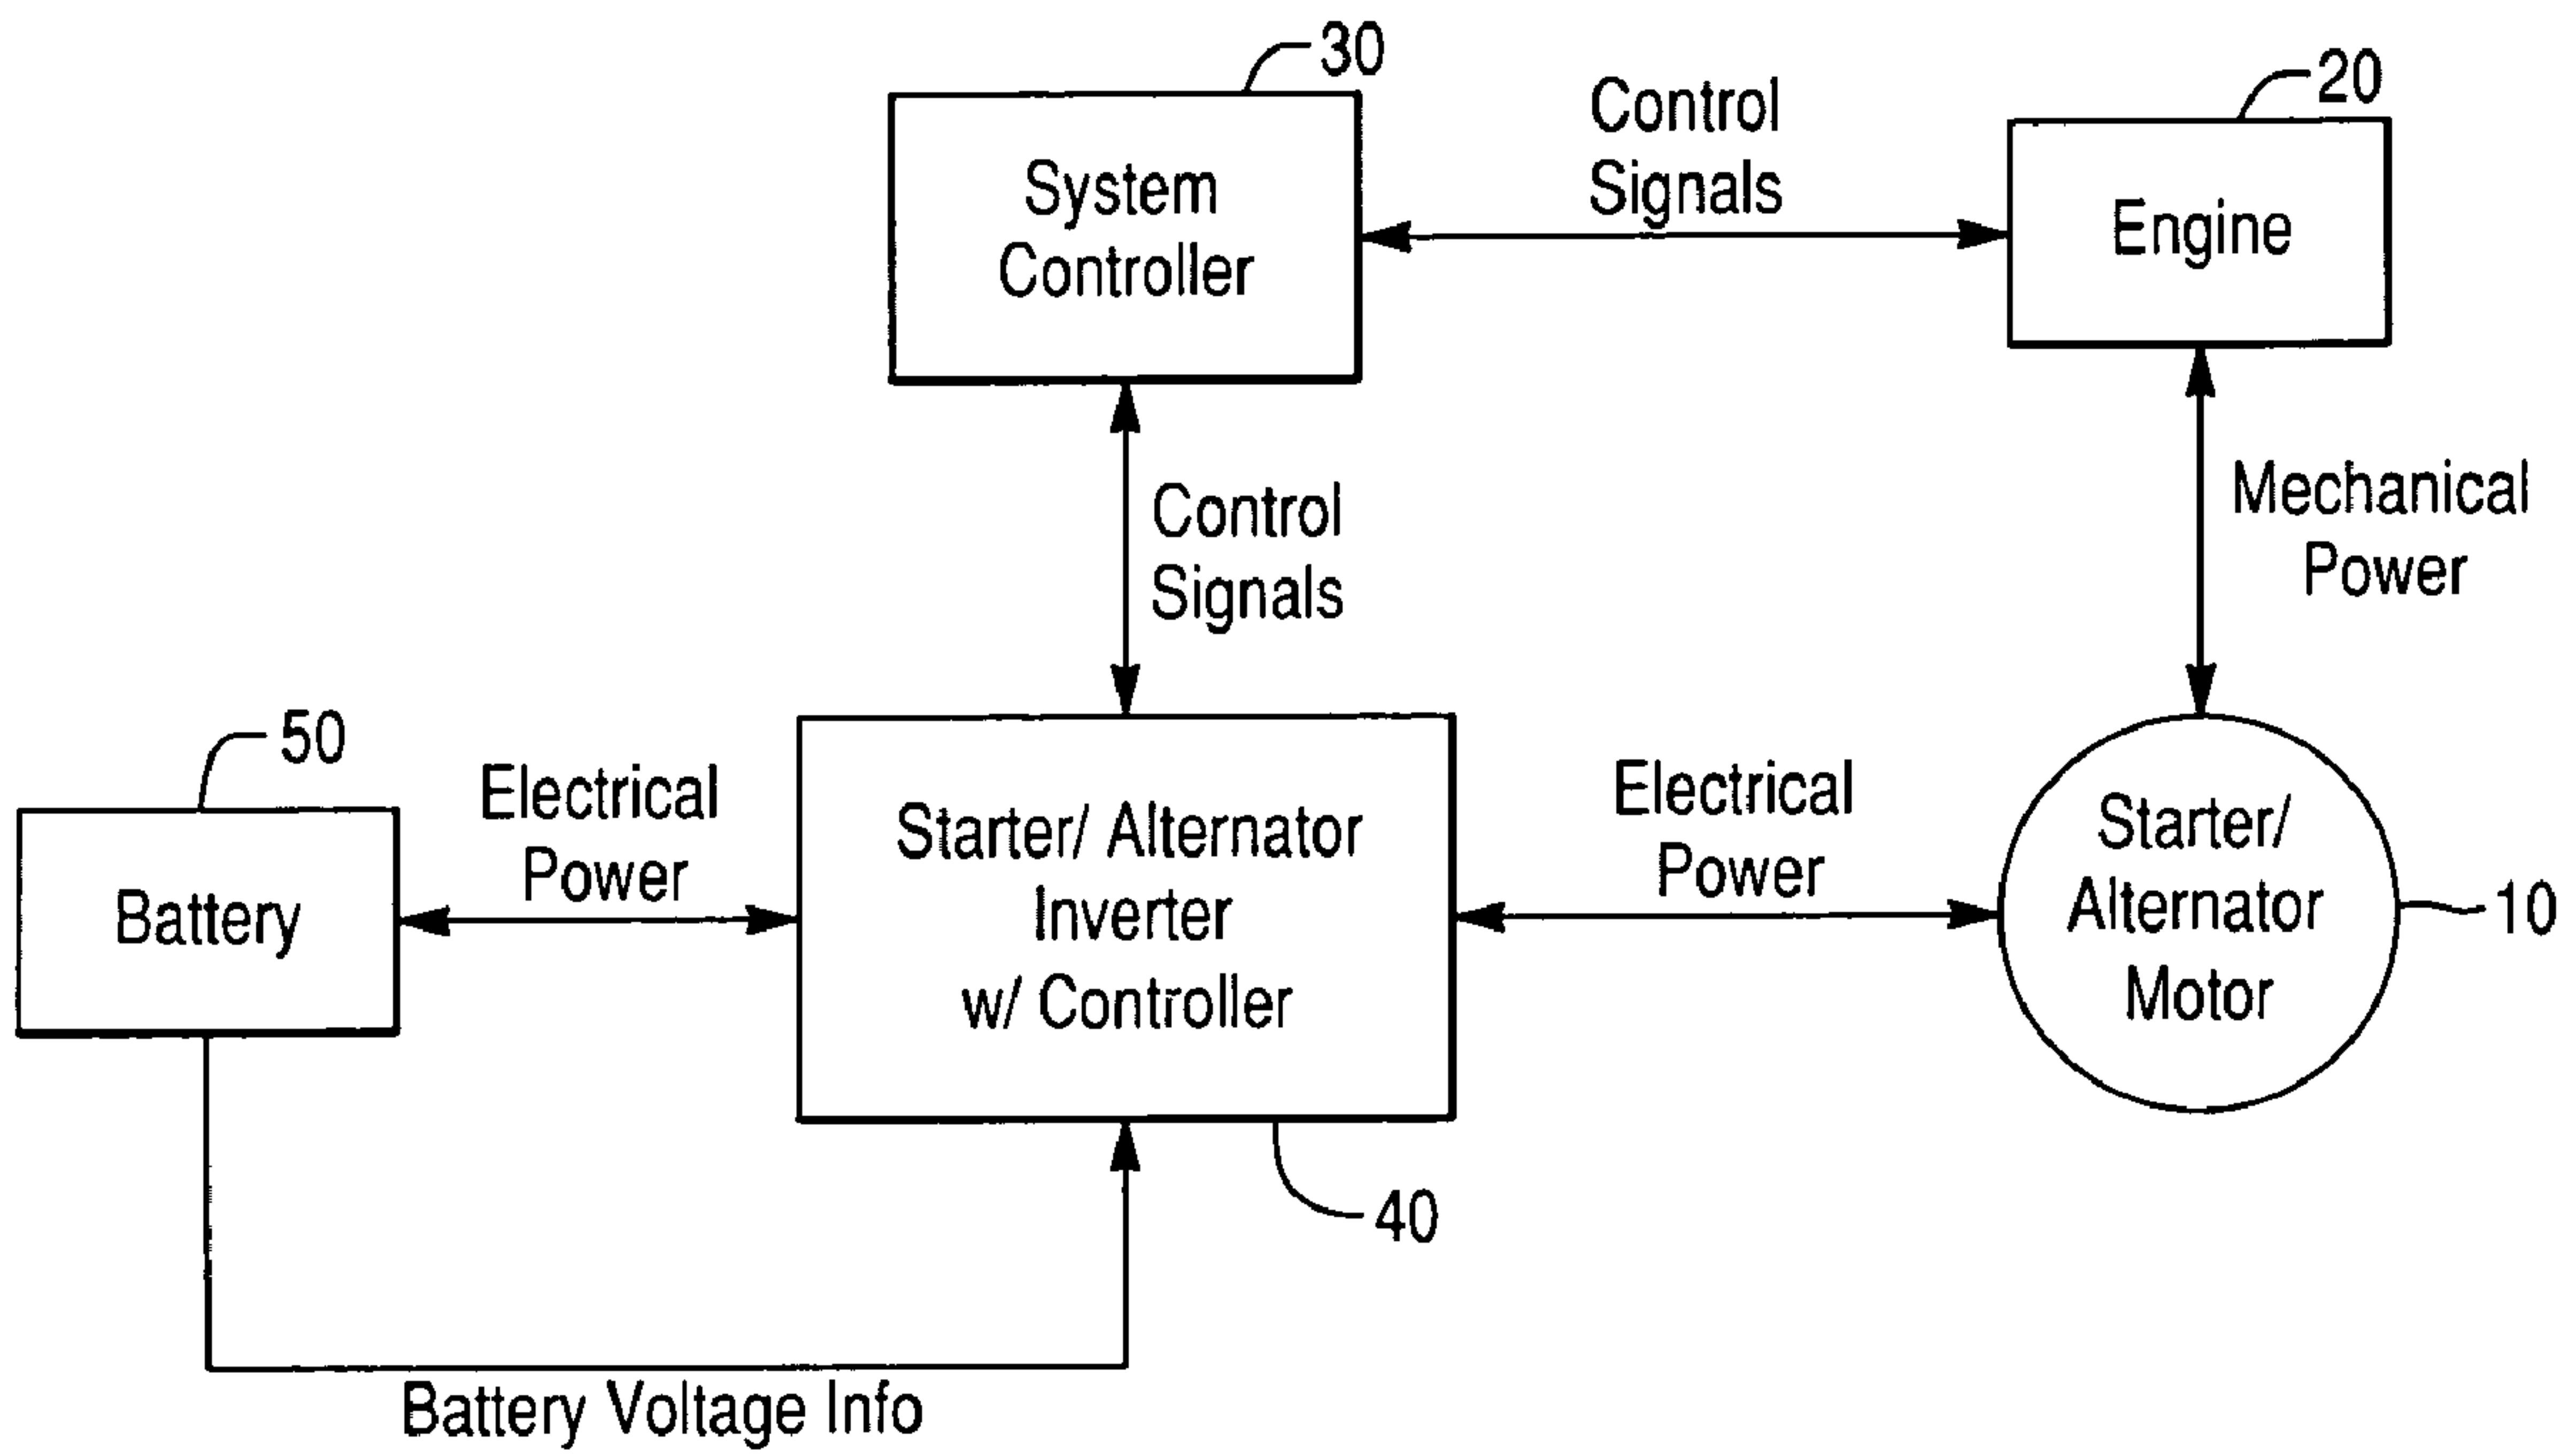 30
20
System
Controller
Control
Signals
Engine
Control
Signals
Mechanical
Power
50
Battery
Electrical
Power
Starter/ Alternator
Inverter
w/ Controller
Electrical
Power
Starter/
Alternator
Motor
10
40
Battery Voltage Info